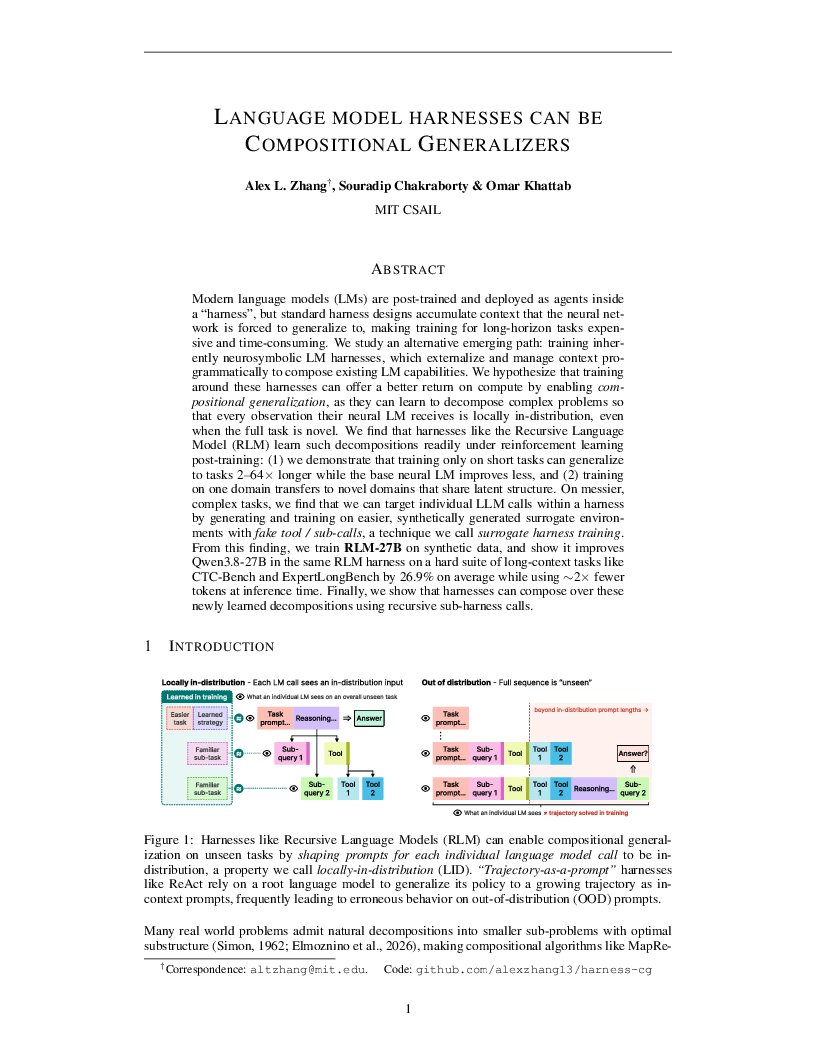 LANGUAGE MODEL HARNESSES CAN BE
COMPOSITIONAL GENERALIZERS
Alex L. Zhang†, Souradip Chakraborty & Omar Khattab
MIT CSAIL
ABSTRACT
Modern language models (LMs) are post-trained and deployed as agents inside
a “harness”, but standard harness designs accumulate context that the neural net-
work is forced to generalize to, making training for long-horizon tasks expen-
sive and time-consuming. We study an alternative emerging path: training inher-
ently neurosymbolic LM harnesses, which externalize and manage context pro-
grammatically to compose existing LM capabilities. We hypothesize that training
around these harnesses can offer a better return on compute by enabling com-
positional generalization, as they can learn to decompose complex problems so
that every observation their neural LM receives is locally in-distribution, even
when the full task is novel. We find that harnesses like the Recursive Language
Model (RLM) learn such decompositions readily under reinforcement learning
post-training: (1) we demonstrate that training only on short tasks can generalize
to tasks 2–64× longer while the base neural LM improves less, and (2) training
on one domain transfers to novel domains that share latent structure. On messier,
complex tasks, we find that we can target individual LLM calls within a harness
by generating and training on easier, synthetically generated surrogate environ-
ments with fake tool / sub-calls, a technique we call surrogate harness training.
From this finding, we train RLM-27B on synthetic data, and show it improves
Qwen3.8-27B in the same RLM harness on a hard suite of long-context tasks like
CTC-Bench and ExpertLongBench by 26.9% on average while using ∼2× fewer
tokens at inference time. Finally, we show that harnesses can compose over these
newly learned decompositions using recursive sub-harness calls.
1 INTRODUCTION
Locally in-distribution - Each LM call sees an in-distribution input
Learned in training
What an individual LM sees on an overall unseen task
Easier task
Learned strategy
Task prompt...
Reasoning...
⇒
Answer
Familiar sub-task
Sub-query 1
Tool
Familiar sub-task
Sub-query 2
Tool 1
Tool 2
Out of distribution - Full sequence is “unseen”
beyond in-distribution prompt lengths →
Task prompt...
Task prompt...
Sub-query 1
Tool
Tool 1
Tool 2
Answer?
Task prompt...
Sub-query 1
Tool
Tool 1
Tool 2
Reasoning...
Sub-query 2
What an individual LM sees ≠ trajectory solved in training
Figure 1: Harnesses like Recursive Language Models (RLM) can enable compositional general-
ization on unseen tasks by shaping prompts for each individual language model call to be in-
distribution, a property we call locally-in-distribution (LID). “Trajectory-as-a-prompt” harnesses
like ReAct rely on a root language model to generalize its policy to a growing trajectory as in-
context prompts, frequently leading to erroneous behavior on out-of-distribution (OOD) prompts.
Many real world problems admit natural decompositions into smaller sub-problems with optimal
substructure (Simon, 1962; Elmoznino et al., 2026), making compositional algorithms like MapRe-
†Correspondence: altzhang@mit.edu. Code: github.com/alexzhang13/harness-cg
1